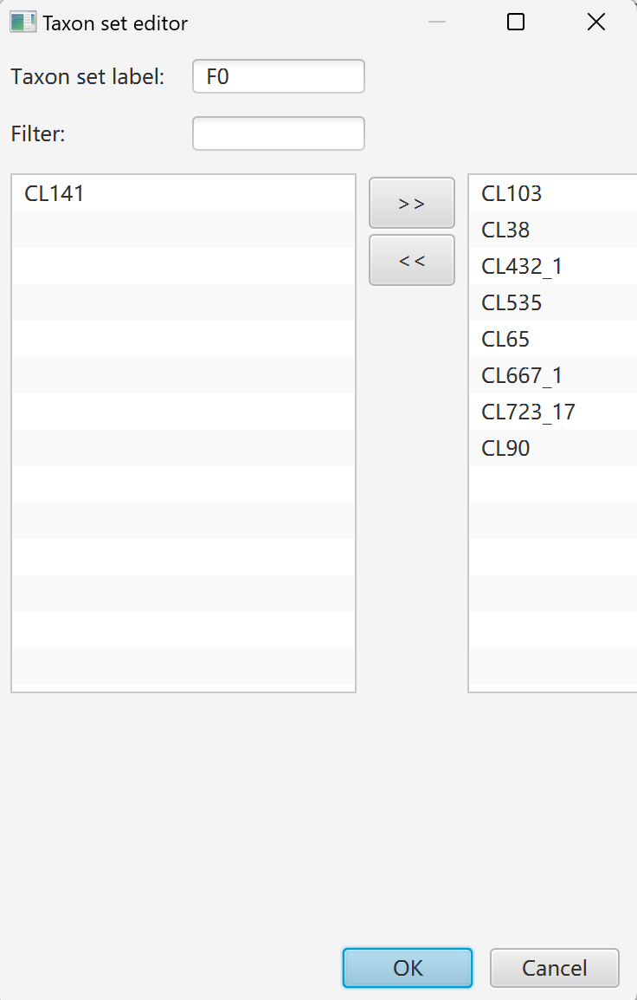 Taxon set editor
Taxon set label: F0
Filter:
CL141
>>
<<
CL103
CL38
CL432_1
CL535
CL65
CL667_1
CL723_17
CL90
OK Cancel